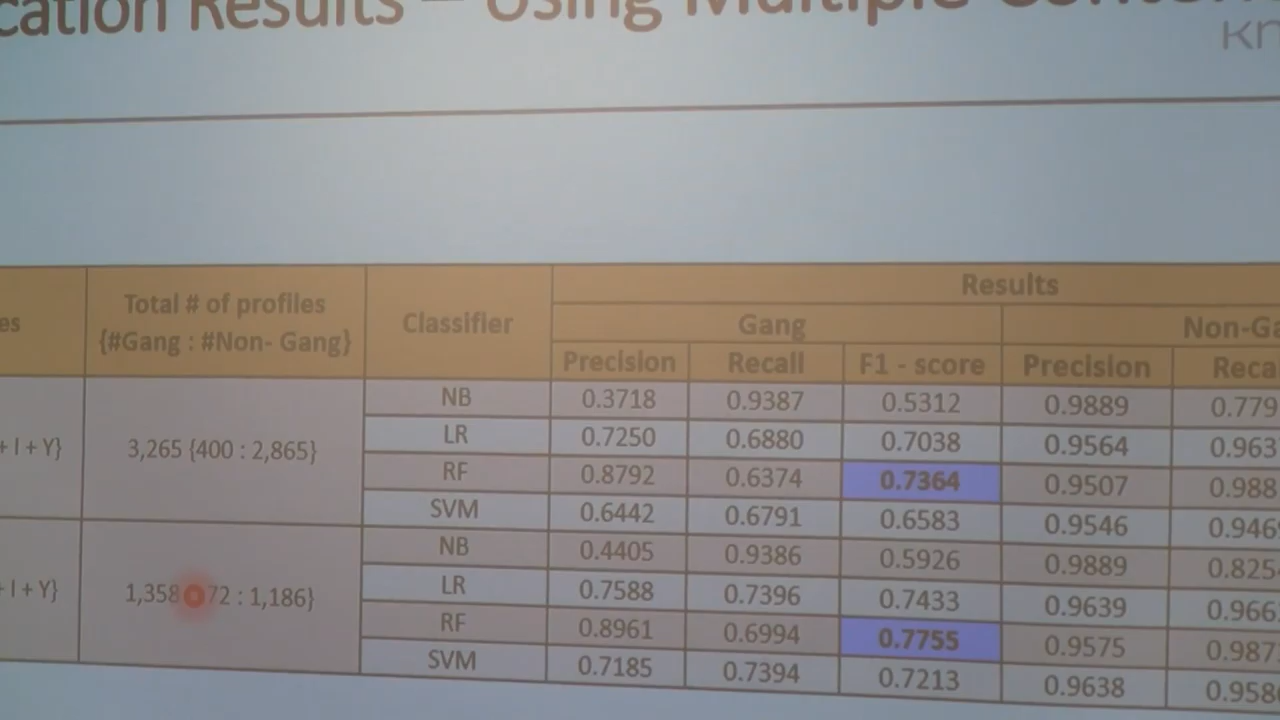 cation Results – Using Multiple Conten
Kn
es
Total # of profiles
{#Gang : #Non- Gang}
Classifier
Results
Gang
Non-Ga
Precision Recall F1 - score Precision Reca
+ I + Y}
3,265 {400 : 2,865}
NB 0.3718 0.9387 0.5312 0.9889 0.779
LR 0.7250 0.6880 0.7038 0.9564 0.963
RF 0.8792 0.6374 0.7364 0.9507 0.988
SVM 0.6442 0.6791 0.6583 0.9546 0.946
+ I + Y}
1,358 72 : 1,186}
NB 0.4405 0.9386 0.5926 0.9889 0.825
LR 0.7588 0.7396 0.7433 0.9639 0.966
RF 0.8961 0.6994 0.7755 0.9575 0.987
SVM 0.7185 0.7394 0.7213 0.9638 0.958